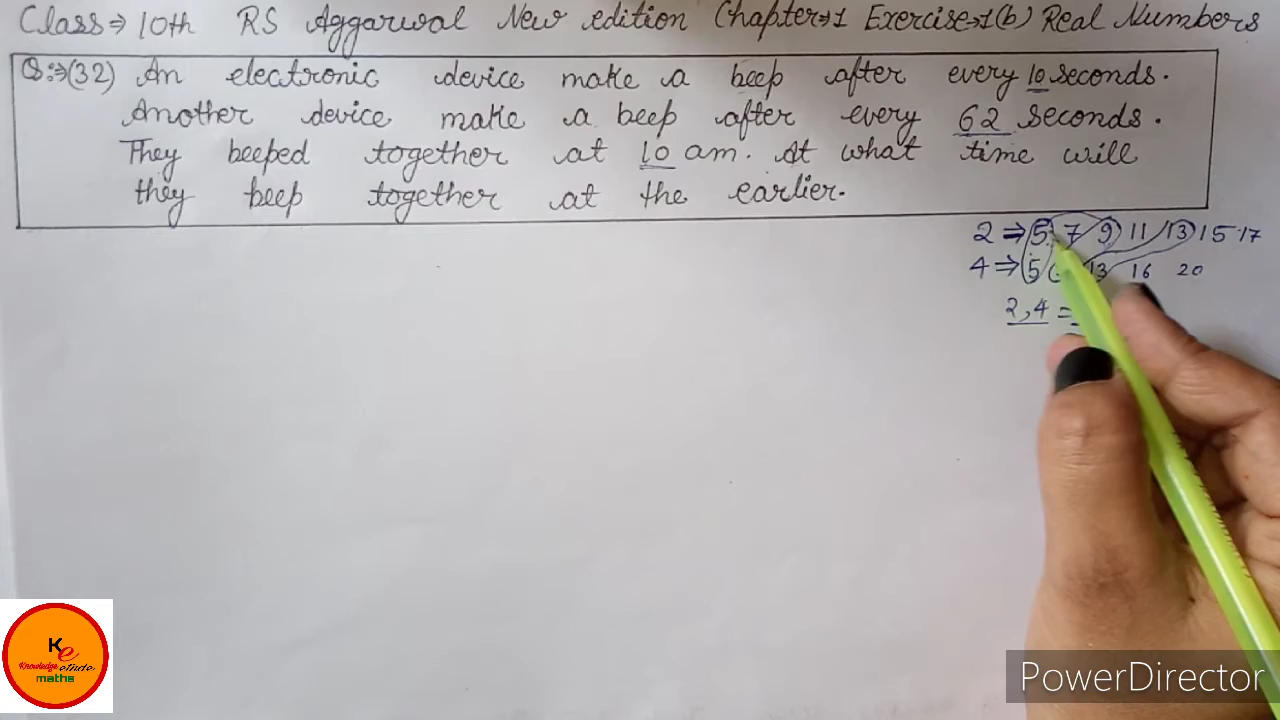 Class⇒ 10th RS Aggarwal New edition Chapter⇒1 Exercise⇒1(b) Real Numbers
Q:⇒(32) An electronic device make a beep after every 10 seconds.
Another device make a beep after every 62 seconds.
They beeped together at 10 am. At what time will
they beep together at the earlier.
2 ⇒ 5 7 9 11 13 15 17
4 ⇒ 5 13 16 20
2,4 =
Ke
Knowledge etude
maths
PowerDirector